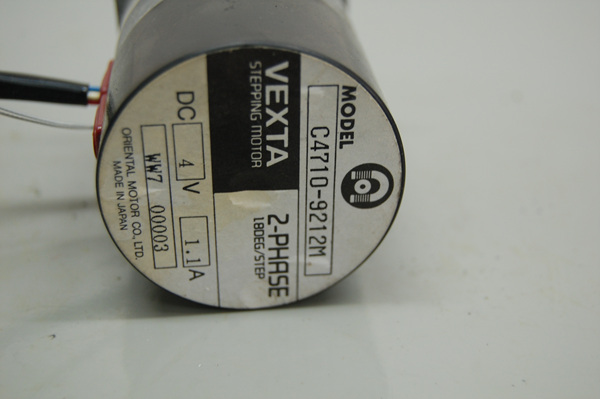 MODEL
C4710-9212M
VEXTA
STEPPING MOTOR
2-PHASE
1.8DEG/STEP
DC 4 V 1.1 A
WW7 00003
ORIENTAL MOTOR CO., LTD.
MADE IN JAPAN